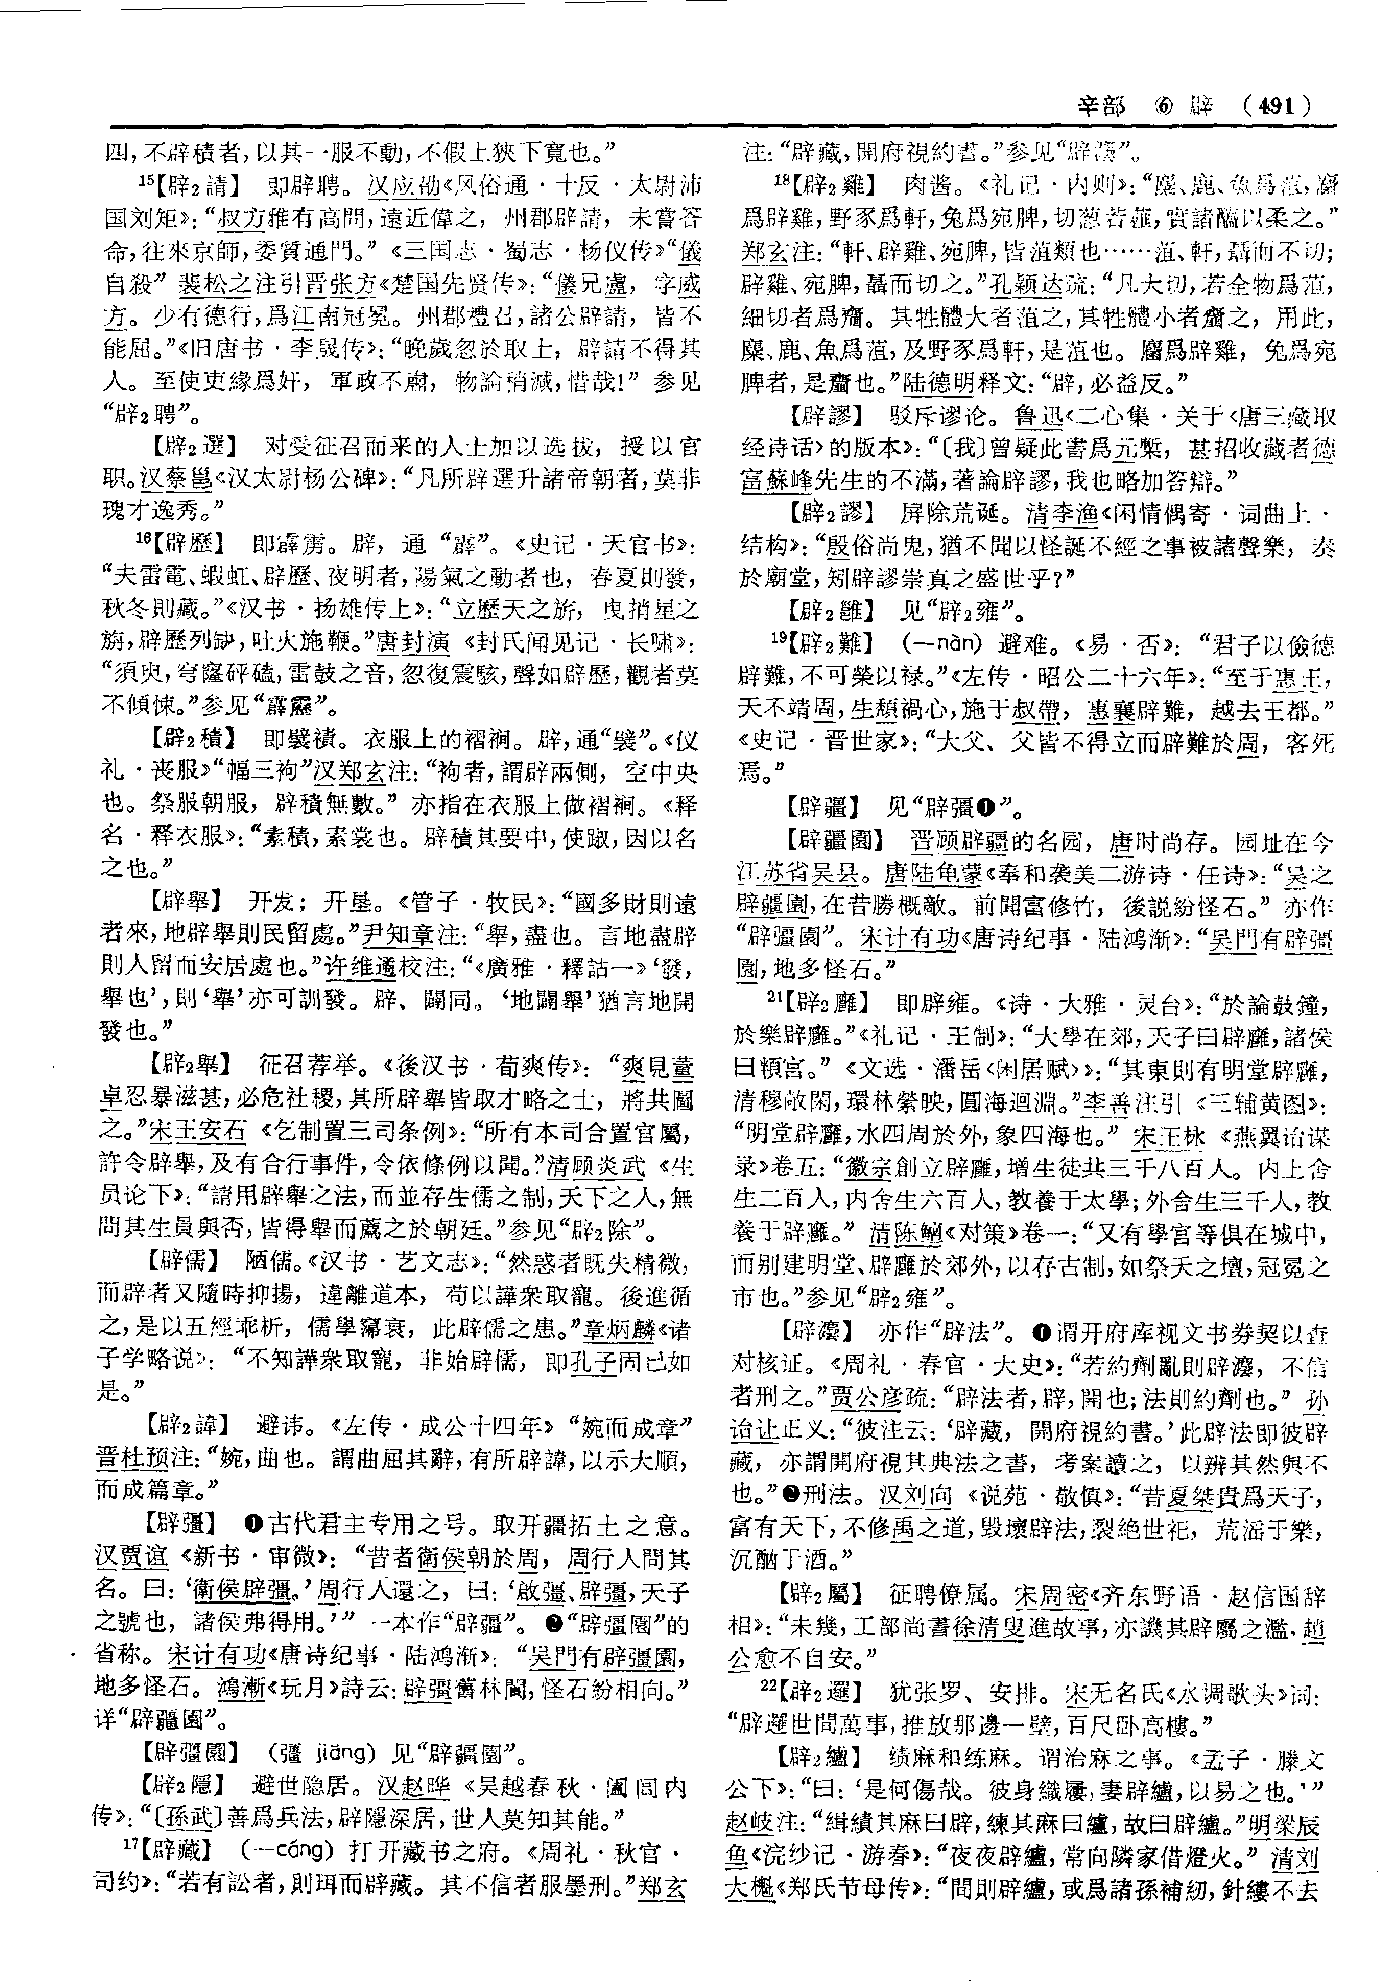 辛部 ⑥ 辟 (491)
四，不辟積者，以其一服不動，不假上狹下寬也。”
15【辟2請】 即辟聘。汉应劭《风俗通·十反·太尉沛
国刘矩》：“叔方雅有高問，遠近偉之，州郡辟請，未嘗答
命，往來京師，委質通門。”《三国志·蜀志·杨仪传》“儀
自殺”裴松之注引晋张方《楚国先贤传》：“儀兄慮，字威
方。少有德行，爲江南冠冕。州郡禮召，諸公辟請，皆不
能屈。”《旧唐书·李晟传》：“晚歲忽於取士，辟請不得其
人。至使吏緣爲奸，軍政不肅，物論稍減，惜哉！”参见
“辟2聘”。
【辟2選】 对受征召而来的人士加以选拔，授以官
职。汉蔡邕《汉太尉杨公碑》：“凡所辟選升諸帝朝者，莫非
瑰才逸秀。”
16【辟歷】 即霹雳。辟，通“霹”。《史记·天官书》：
“夫雷電、蝦虹、辟歷、夜明者，陽氣之動者也，春夏則發，
秋冬則藏。”《汉书·扬雄传上》：“立歷天之旂，曳捎星之
旃，辟歷列缺，吐火施鞭。”唐封演《封氏闻见记·长啸》：
“須臾，穹窿砰磕，雷鼓之音，忽復震駭，聲如辟歷，觀者莫
不傾悚。”参见“霹靂”。
【辟2積】 即襞襀。衣服上的褶裥。辟，通“襞”。《仪
礼·丧服》“幅三袧”汉郑玄注：“袧者，謂辟兩側，空中央
也。祭服朝服，辟積無數。”亦指在衣服上做褶裥。《释
名·释衣服》：“素積，素裳也。辟積其要中，使踧，因以名
之也。”
【辟舉】 开发；开垦。《管子·牧民》：“國多財則遠
者來，地辟舉則民留處。”尹知章注：“舉，盡也。言地盡辟
則人留而安居處也。”许维遹校注：“《廣雅·釋詁一》‘發，
舉也’，則‘舉’亦可訓發。辟、闢同。‘地闢舉’猶言地開
發也。”
【辟2舉】 征召荐举。《後汉书·荀爽传》：“爽見董
卓忍暴滋甚，必危社稷，其所辟舉皆取才略之士，將共圖
之。”宋王安石《乞制置三司条例》：“所有本司合置官屬，
許令辟舉，及有合行事件，令依條例以聞。”清顾炎武《生
员论下》：“請用辟舉之法，而並存生儒之制，天下之人，無
問其生員與否，皆得舉而薦之於朝廷。”参见“辟2除”。
【辟儒】 陋儒。《汉书·艺文志》：“然惑者既失精微，
而辟者又隨時抑揚，違離道本，苟以譁衆取寵。後進循
之，是以五經乖析，儒學寖衰，此辟儒之患。”章炳麟《诸
子学略说》：“不知譁衆取寵，非始辟儒，即孔子固已如
是。”
【辟2諱】 避讳。《左传·成公十四年》“婉而成章”
晋杜预注：“婉，曲也。謂曲屈其辭，有所辟諱，以示大順，
而成篇章。”
【辟彊】 ❶古代君主专用之号。取开疆拓土之意。
汉贾谊《新书·审微》：“昔者衛侯朝於周，周行人問其
名。曰：‘衛侯辟彊。’周行人還之，曰：‘啟彊、辟彊，天子
之號也，諸侯弗得用。’”一本作“辟疆”。❷“辟彊園”的
省称。宋计有功《唐诗纪事·陆鸿渐》：“吴門有辟彊園，
地多怪石。鴻漸《玩月》詩云：辟彊舊林閬，怪石紛相向。”
详“辟疆園”。
【辟彊園】 （彊 jiāng）见“辟疆園”。
【辟2隱】 避世隐居。汉赵晔《吴越春秋·阖闾内
传》：“〔孫武〕善爲兵法，辟隱深居，世人莫知其能。”
17【辟藏】 （—cáng）打开藏书之府。《周礼·秋官·
司约》：“若有訟者，則珥而辟藏。其不信者服墨刑。”郑玄
注：“辟藏，開府視約書。”参见“辟灋”。
18【辟2雞】 肉酱。《礼记·内则》：“麋、鹿、魚爲菹，麕
爲辟雞，野豕爲軒，兔爲宛脾，切葱若薤，實諸醯以柔之。”
郑玄注：“軒、辟雞、宛脾，皆菹類也……菹、軒，聶而不切；
辟雞、宛脾，聶而切之。”孔颖达疏：“凡大切，若全物爲菹，
細切者爲齏。其牲體大者菹之，其牲體小者齏之，用此，
麋、鹿、魚爲菹，及野豕爲軒，是菹也。麕爲辟雞，兔爲宛
脾者，是齏也。”陆德明释文：“辟，必益反。”
【辟謬】 驳斥谬论。鲁迅《二心集·关于〈唐三藏取
经诗话〉的版本》：“〔我〕曾疑此書爲元槧，甚招收藏者德
富蘇峰先生的不滿，著論辟謬，我也略加答辯。”
【辟2謬】 屏除荒诞。清李渔《闲情偶寄·词曲上·
结构》：“殷俗尚鬼，猶不聞以怪誕不經之事被諸聲樂，奏
於廟堂，矧辟謬崇真之盛世乎？”
【辟2雝】 见“辟2雍”。
19【辟2難】 （—nàn）避难。《易·否》：“君子以儉德
辟難，不可榮以禄。”《左传·昭公二十六年》：“至于惠王，
天不靖周，生頽禍心，施于叔帶，惠襄辟難，越去王都。”
《史记·晋世家》：“大父、父皆不得立而辟難於周，客死
焉。”
【辟疆】 见“辟彊❶”。
【辟疆園】 晋顾辟疆的名园，唐时尚存。园址在今
江苏省吴县。唐陆龟蒙《奉和袭美二游诗·任诗》：“吴之
辟疆園，在昔勝概敵。前聞富修竹，後説紛怪石。”亦作
“辟彊園”。宋计有功《唐诗纪事·陆鸿渐》：“吴門有辟彊
園，地多怪石。”
21【辟2廱】 即辟雍。《诗·大雅·灵台》：“於論鼓鐘，
於樂辟廱。”《礼记·王制》：“大學在郊，天子曰辟廱，諸侯
曰頖宮。”《文选·潘岳〈闲居赋〉》：“其東則有明堂辟廱，
清穆敞閑，環林縈映，圓海迴淵。”李善注引《三辅黄图》：
“明堂辟廱，水四周於外，象四海也。”宋王栐《燕翼诒谋
录》卷五：“徽宗創立辟廱，增生徒共三千八百人。内上舍
生二百人，内舍生六百人，教養于太學；外舍生三千人，教
養于辟廱。”清陈鳣《对策》卷一：“又有學宮等俱在城中，
而别建明堂、辟廱於郊外，以存古制，如祭天之壇，冠冕之
市也。”参见“辟2雍”。
【辟灋】 亦作“辟法”。❶谓开府库视文书券契以查
对核证。《周礼·春官·大史》：“若約劑亂則辟灋，不信
者刑之。”贾公彦疏：“辟法者，辟，開也；法則約劑也。”孙
诒让正义：“彼注云：‘辟藏，開府視約書。’此辟法即彼辟
藏，亦謂開府視其典法之書，考案讀之，以辨其然與不
也。”❷刑法。汉刘向《说苑·敬慎》：“昔夏桀貴爲天子，
富有天下，不修禹之道，毁壞辟法，裂絶世祀，荒淫于樂，
沉酗于酒。”
【辟2屬】 征聘僚属。宋周密《齐东野语·赵信国辞
相》：“未幾，工部尚書徐清叟進故事，亦譏其辟屬之濫，趙
公愈不自安。”
22【辟2邏】 犹张罗、安排。宋无名氏《水调歌头》词：
“辟邏世間萬事，推放那邊一壁，百尺卧高樓。”
【辟2纑】 绩麻和练麻。谓治麻之事。《孟子·滕文
公下》：“曰：‘是何傷哉。彼身織屨，妻辟纑，以易之也。’”
赵岐注：“緝績其麻曰辟，練其麻曰纑，故曰辟纑。”明梁辰
鱼《浣纱记·游春》：“夜夜辟纑，常向隣家借燈火。”清刘
大櫆《郑氏节母传》：“間則辟纑，或爲諸孫補紉，針縷不去